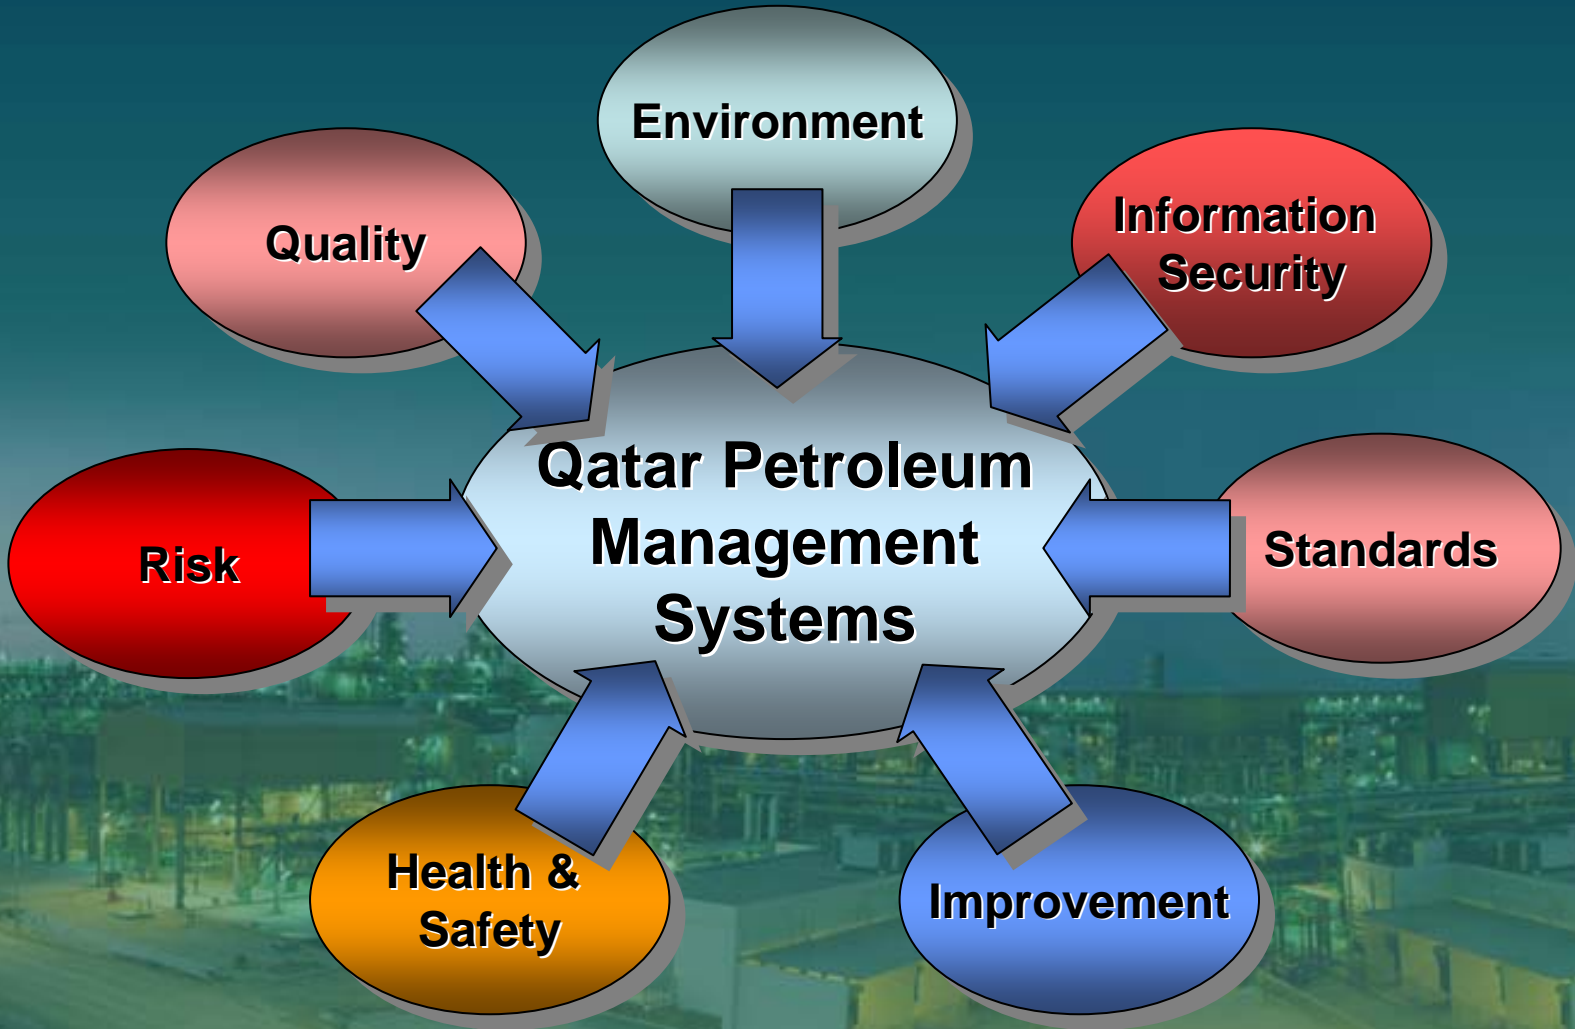 Environment
Quality
Information
Security
Qatar Petroleum
Management
Systems
Risk
Standards
Health &
Safety
Improvement